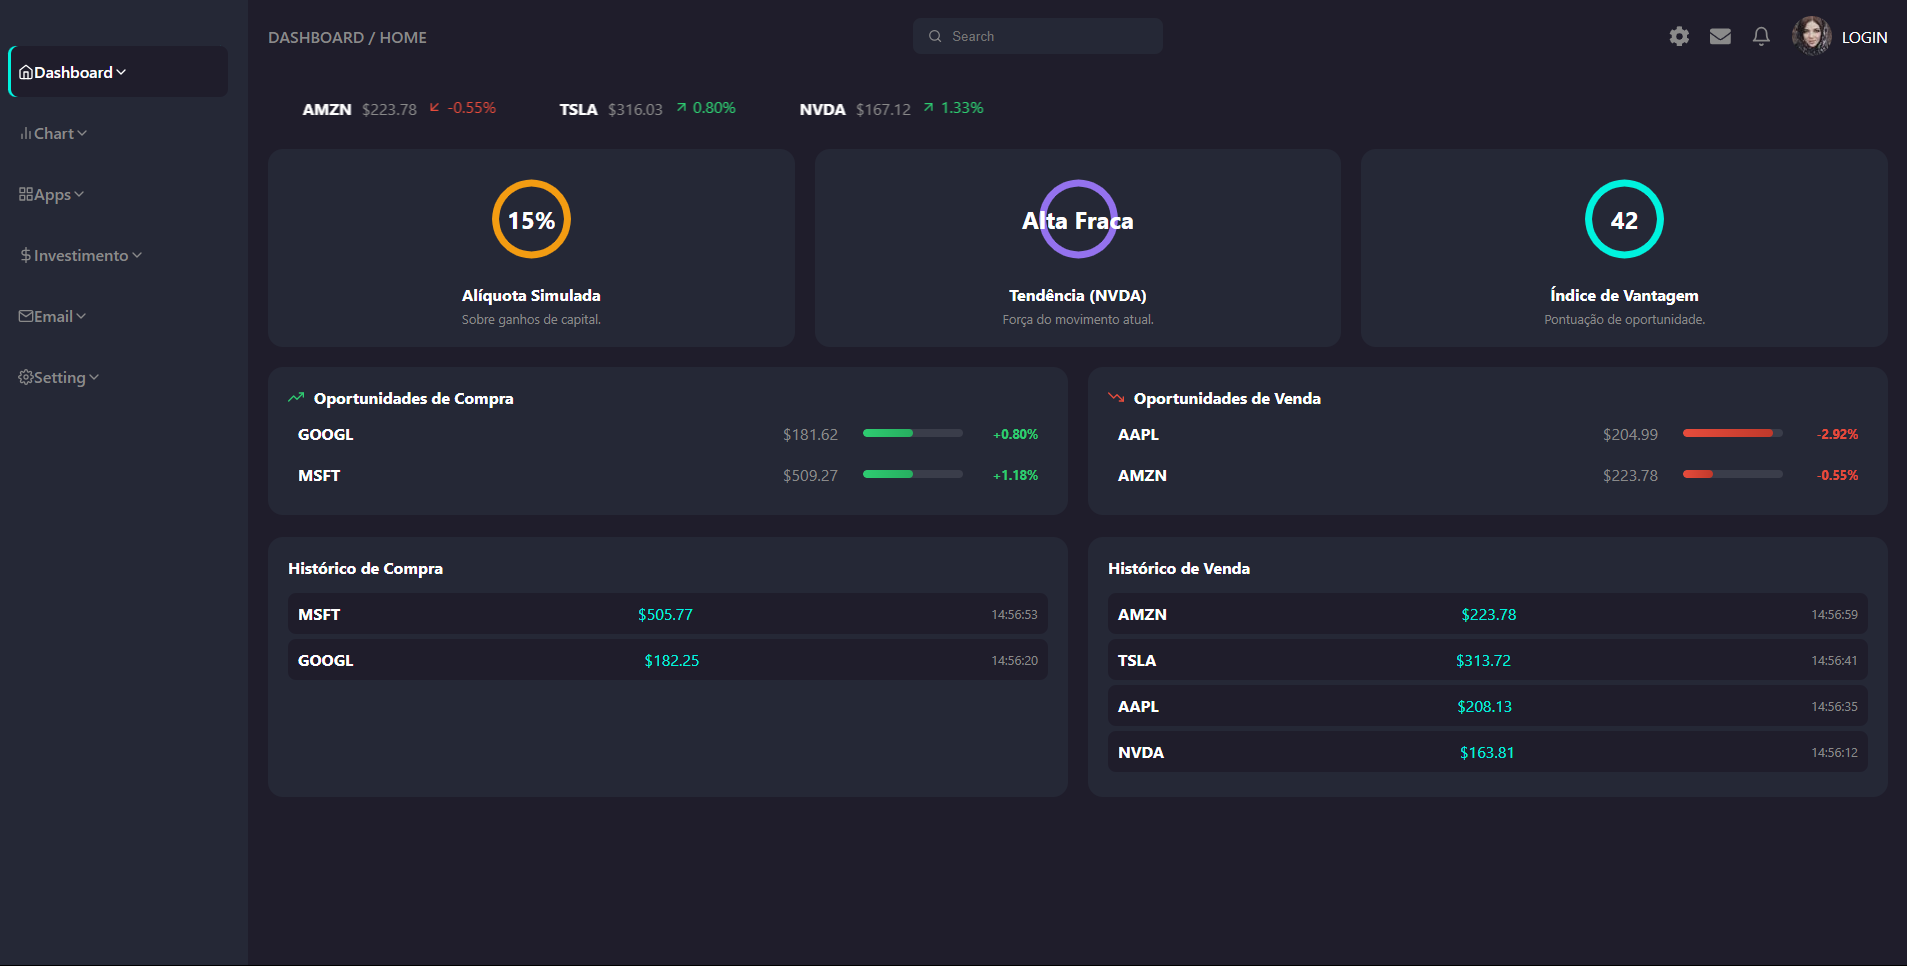 DASHBOARD / HOME
Search
LOGIN
Dashboard
Chart
Apps
Investimento
Email
Setting
AMZN $223.78 -0.55% TSLA $316.03 0.80% NVDA $167.12 1.33%
15%
Alíquota Simulada
Sobre ganhos de capital.
Alta Fraca
Tendência (NVDA)
Força do movimento atual.
42
Índice de Vantagem
Pontuação de oportunidade.
Oportunidades de Compra
GOOGL $181.62 +0.80%
MSFT $509.27 +1.18%
Oportunidades de Venda
AAPL $204.99 -2.92%
AMZN $223.78 -0.55%
Histórico de Compra
MSFT $505.77 14:56:53
GOOGL $182.25 14:56:20
Histórico de Venda
AMZN $223.78 14:56:59
TSLA $313.72 14:56:41
AAPL $208.13 14:56:35
NVDA $163.81 14:56:12